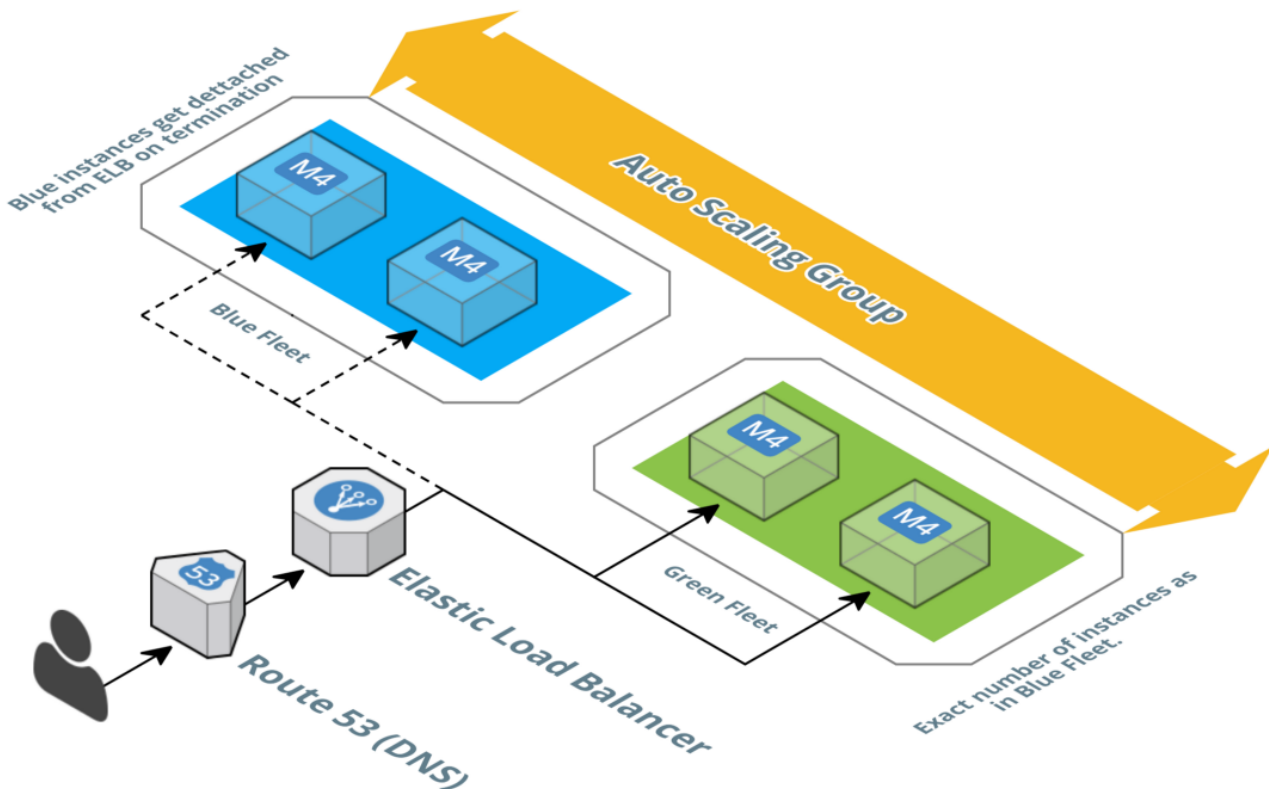 Blue instances get dettached
from ELB on termination
M4
M4
Auto Scaling Group
Blue Fleet
M4
M4
Green Fleet
53
Elastic Load Balancer
Route 53 (DNS)
Exact number of instances as
in Blue Fleet.